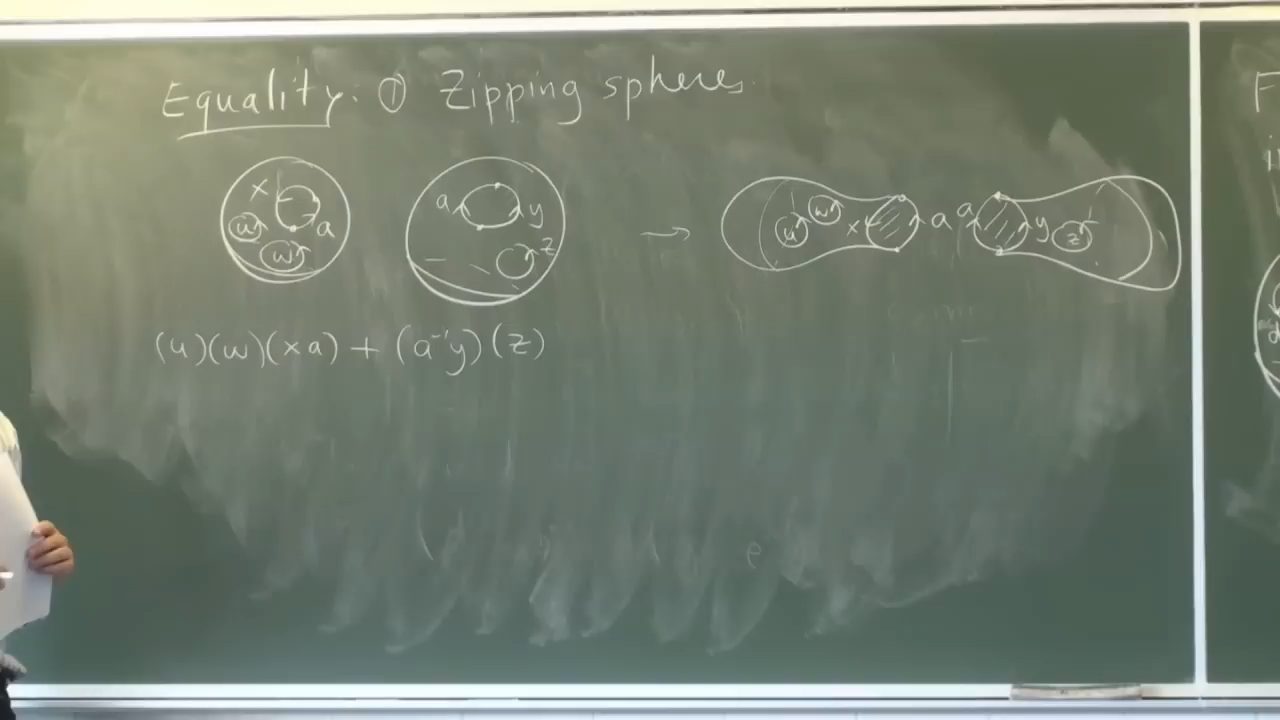 Equality: ① Zipping spheres.
x a u w
a y z
→
u w x a a y z
(u)(w)(xa) + (a⁻¹y)(z)
F
i